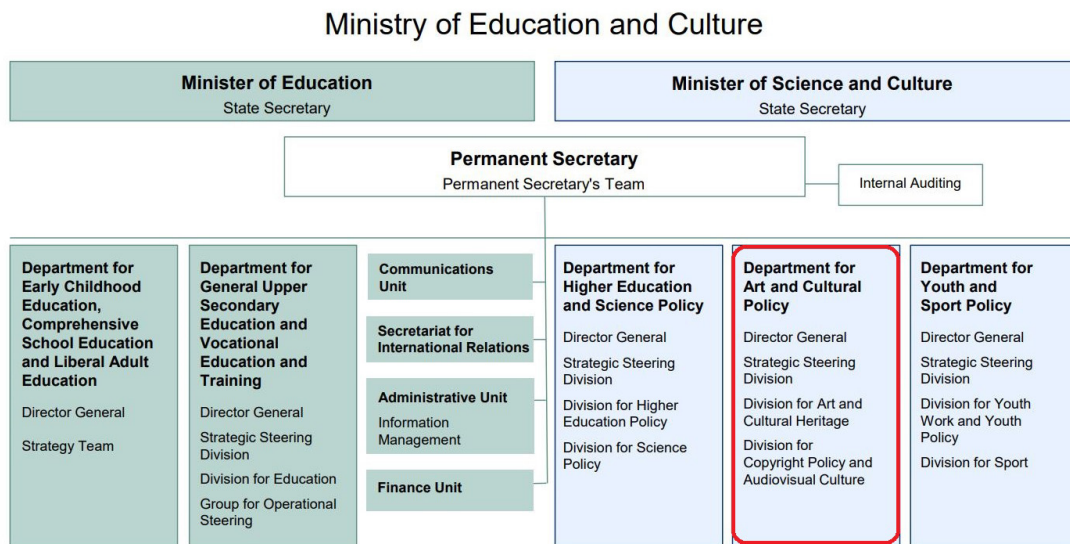 Ministry of Education and Culture
Minister of Education
State Secretary
Minister of Science and Culture
State Secretary
Permanent Secretary
Permanent Secretary's Team
Internal Auditing
Department for
Early Childhood
Education,
Comprehensive
School Education
and Liberal Adult
Education
Director General
Strategy Team
Department for
General Upper
Secondary
Education and
Vocational
Education and
Training
Director General
Strategic Steering
Division
Division for Education
Group for Operational
Steering
Communications
Unit
Secretariat for
International Relations
Administrative Unit
Information
Management
Finance Unit
Department for
Higher Education
and Science Policy
Director General
Strategic Steering
Division
Division for Higher
Education Policy
Division for Science
Policy
Department for
Art and Cultural
Policy
Director General
Strategic Steering
Division
Division for Art and
Cultural Heritage
Division for
Copyright Policy and
Audiovisual Culture
Department for
Youth and
Sport Policy
Director General
Strategic Steering
Division
Division for Youth
Work and Youth
Policy
Division for Sport